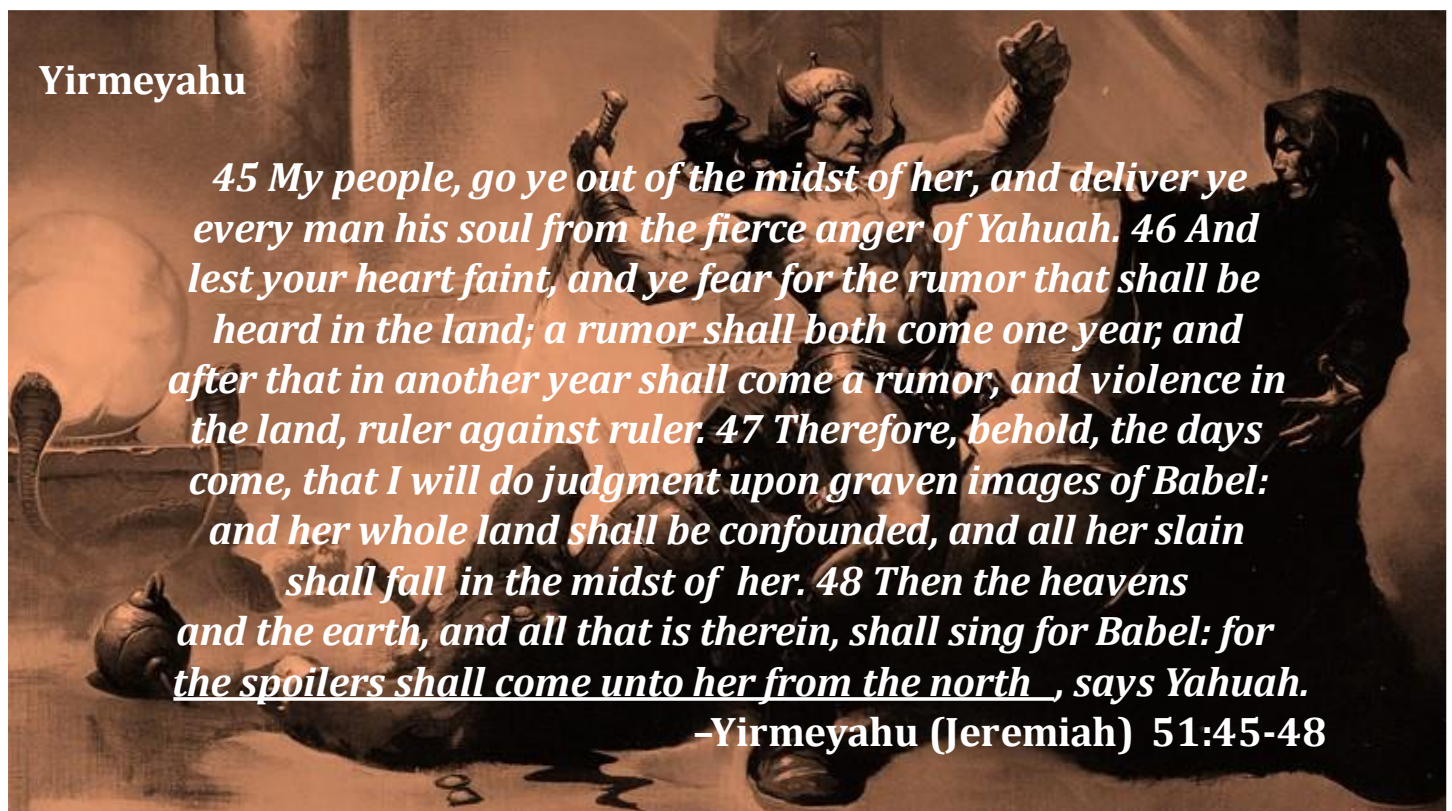 Yirmeyahu
45 My people, go ye out of the midst of her, and deliver ye
every man his soul from the fierce anger of Yahuah. 46 And
lest your heart faint, and ye fear for the rumor that shall be
heard in the land; a rumor shall both come one year, and
after that in another year shall come a rumor, and violence in
the land, ruler against ruler. 47 Therefore, behold, the days
come, that I will do judgment upon graven images of Babel:
and her whole land shall be confounded, and all her slain
shall fall in the midst of her. 48 Then the heavens
and the earth, and all that is therein, shall sing for Babel: for
the spoilers shall come unto her from the north , says Yahuah.
–Yirmeyahu (Jeremiah) 51:45-48